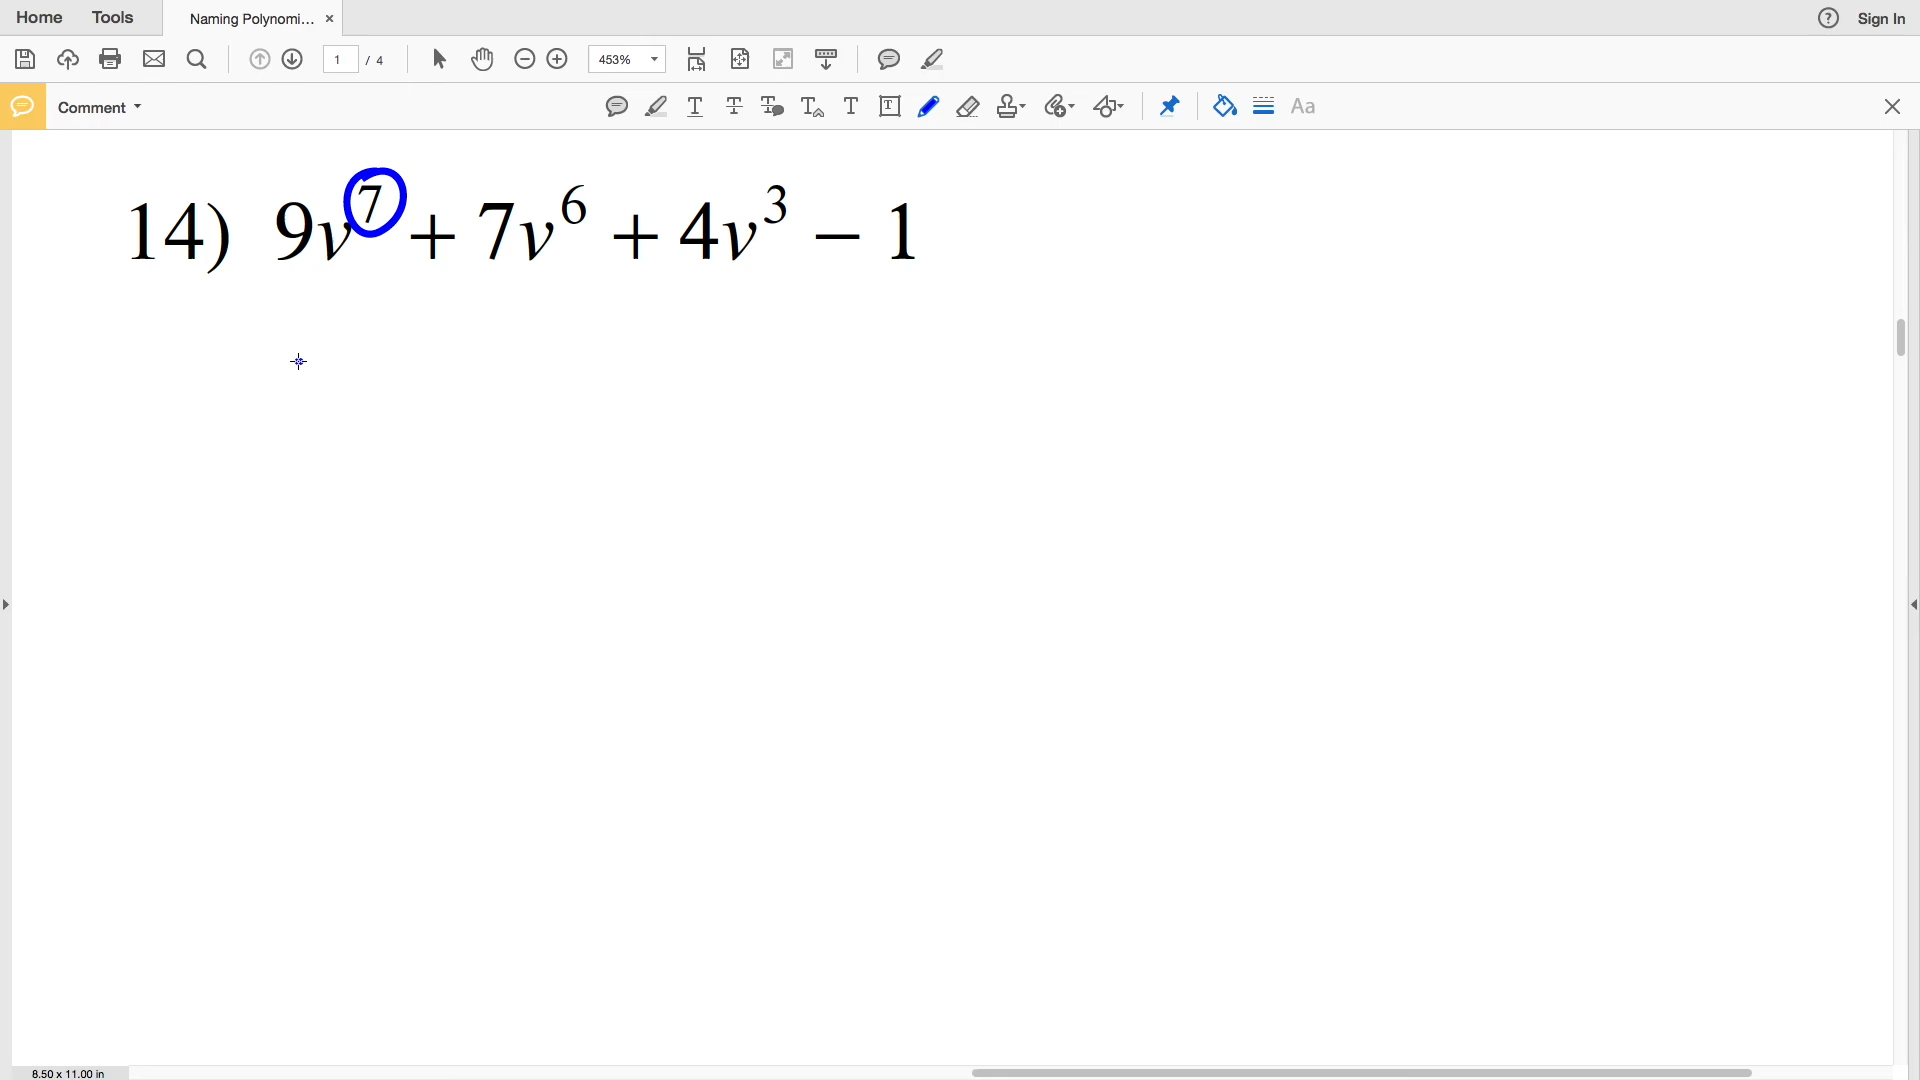 Home Tools Naming Polynomi... × ? Sign In
1 / 4 453%
Comment T T T T T T Aa
14) 9v⁷ + 7v⁶ + 4v³ − 1
8.50 x 11.00 in